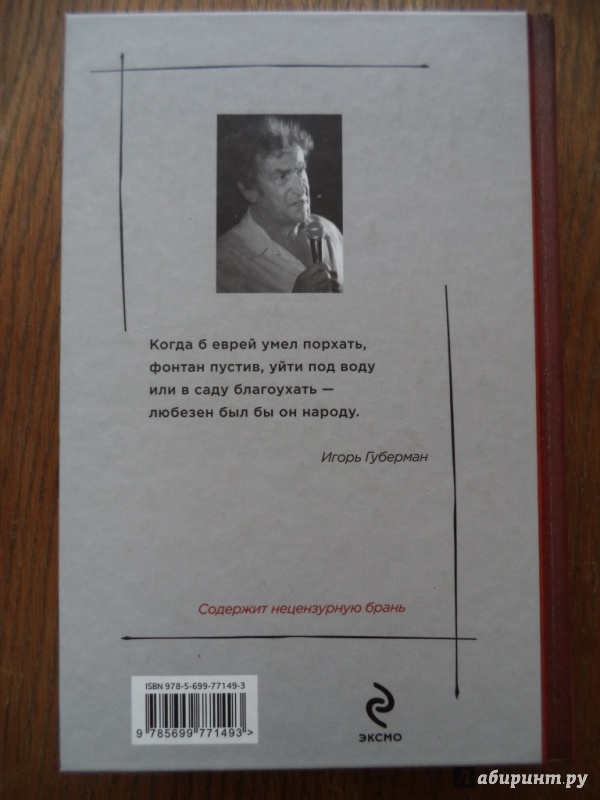 Когда б еврей умел порхать,
фонтан пустив, уйти под воду
или в саду благоухать —
любезен был бы он народу.
Игорь Губерман
Содержит нецензурную брань
ISBN 978-5-699-77149-3
9 785699 771493 >
ЭКСМО
Лабиринт.ру